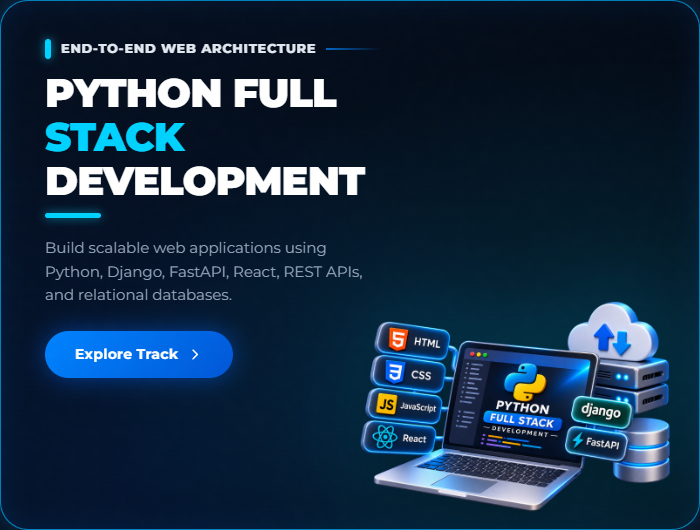 END-TO-END WEB ARCHITECTURE
PYTHON FULL
STACK
DEVELOPMENT
Build scalable web applications using
Python, Django, FastAPI, React, REST APIs,
and relational databases.
Explore Track
HTML
CSS
JS JavaScript
React
PYTHON
FULL STACK
DEVELOPMENT
django
FastAPI